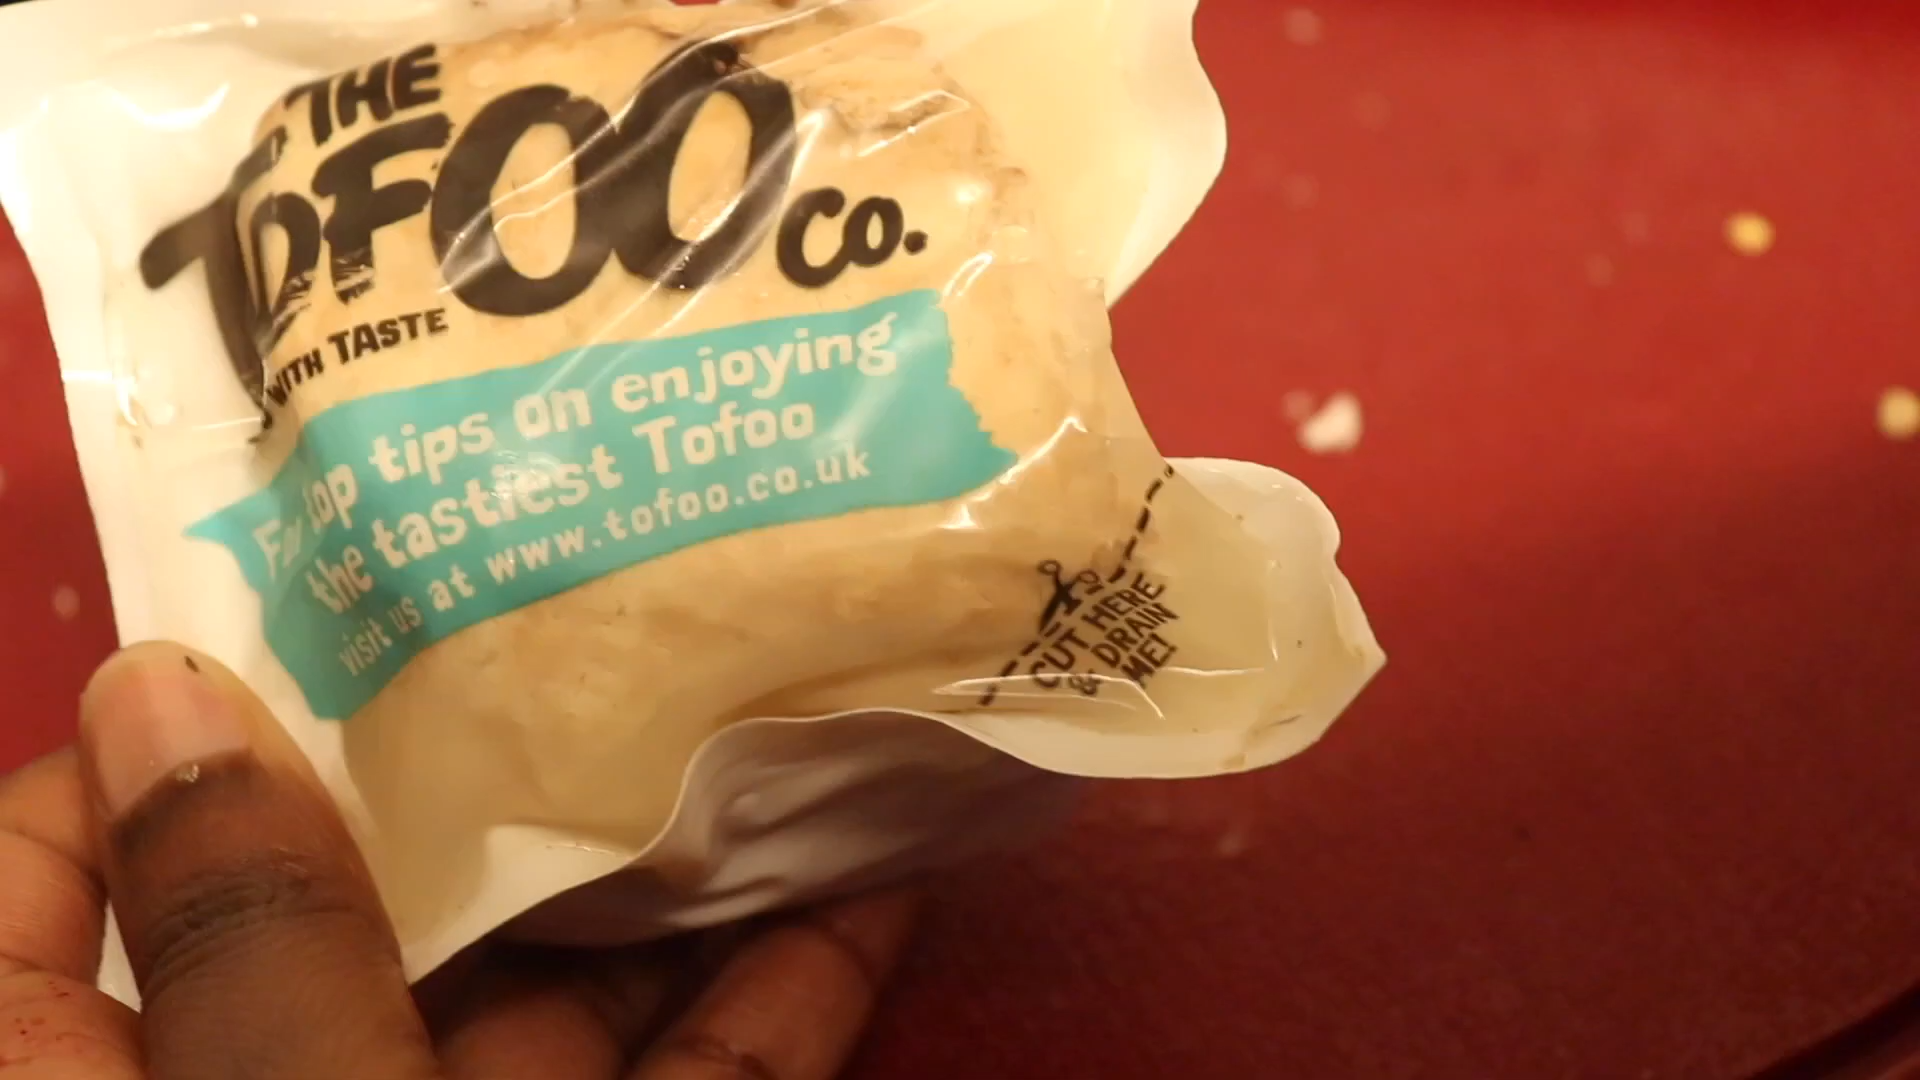 THE
TOFOO
CO.
WITH TASTE
For top tips on enjoying
the tastiest Tofoo
visit us at www.tofoo.co.uk
CUT HERE
& DRAIN
ME!